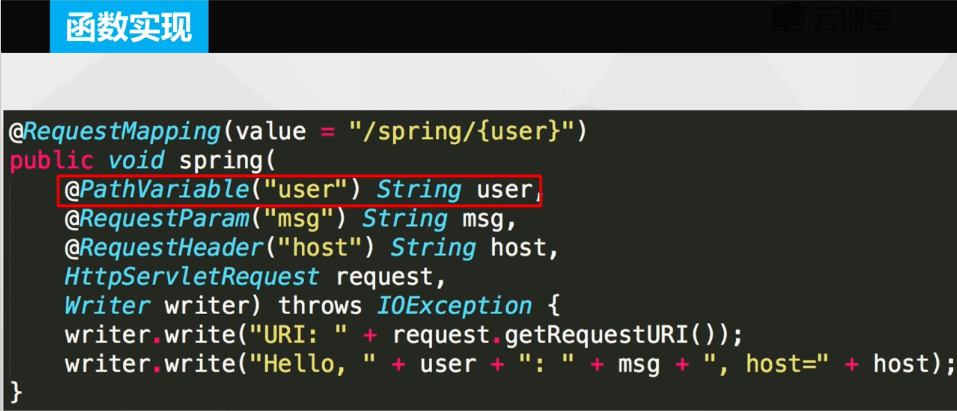 函数实现
云课堂
@RequestMapping(value = "/spring/{user}")
public void spring(
@PathVariable("user") String user,
@RequestParam("msg") String msg,
@RequestHeader("host") String host,
HttpServletRequest request,
Writer writer) throws IOException {
writer.write("URI: " + request.getRequestURI());
writer.write("Hello, " + user + ": " + msg + ", host=" + host);
}